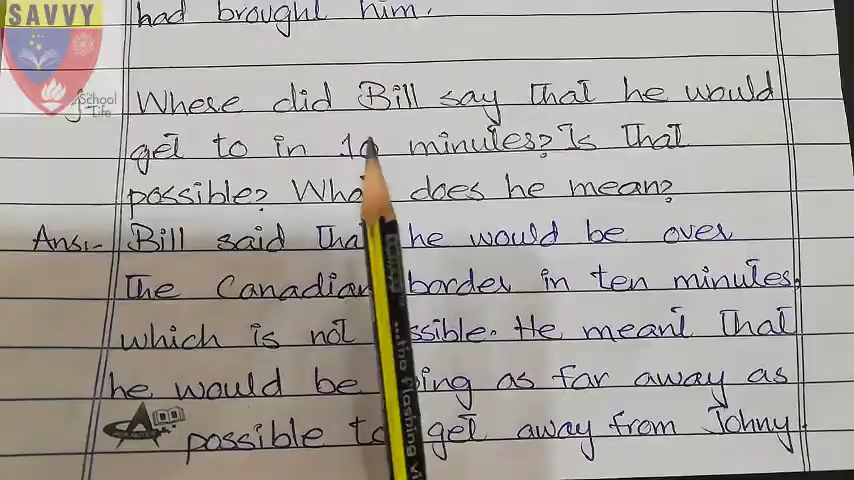 SAVVY
School
Life
had brought him.
Where did Bill say that he would
get to in 10 minutes? Is that
possible? What does he mean?
Ans:- Bill said that he would be over
the Canadian border in ten minutes,
which is not possible. He meant that
he would be going as far away as
possible to get away from Johny